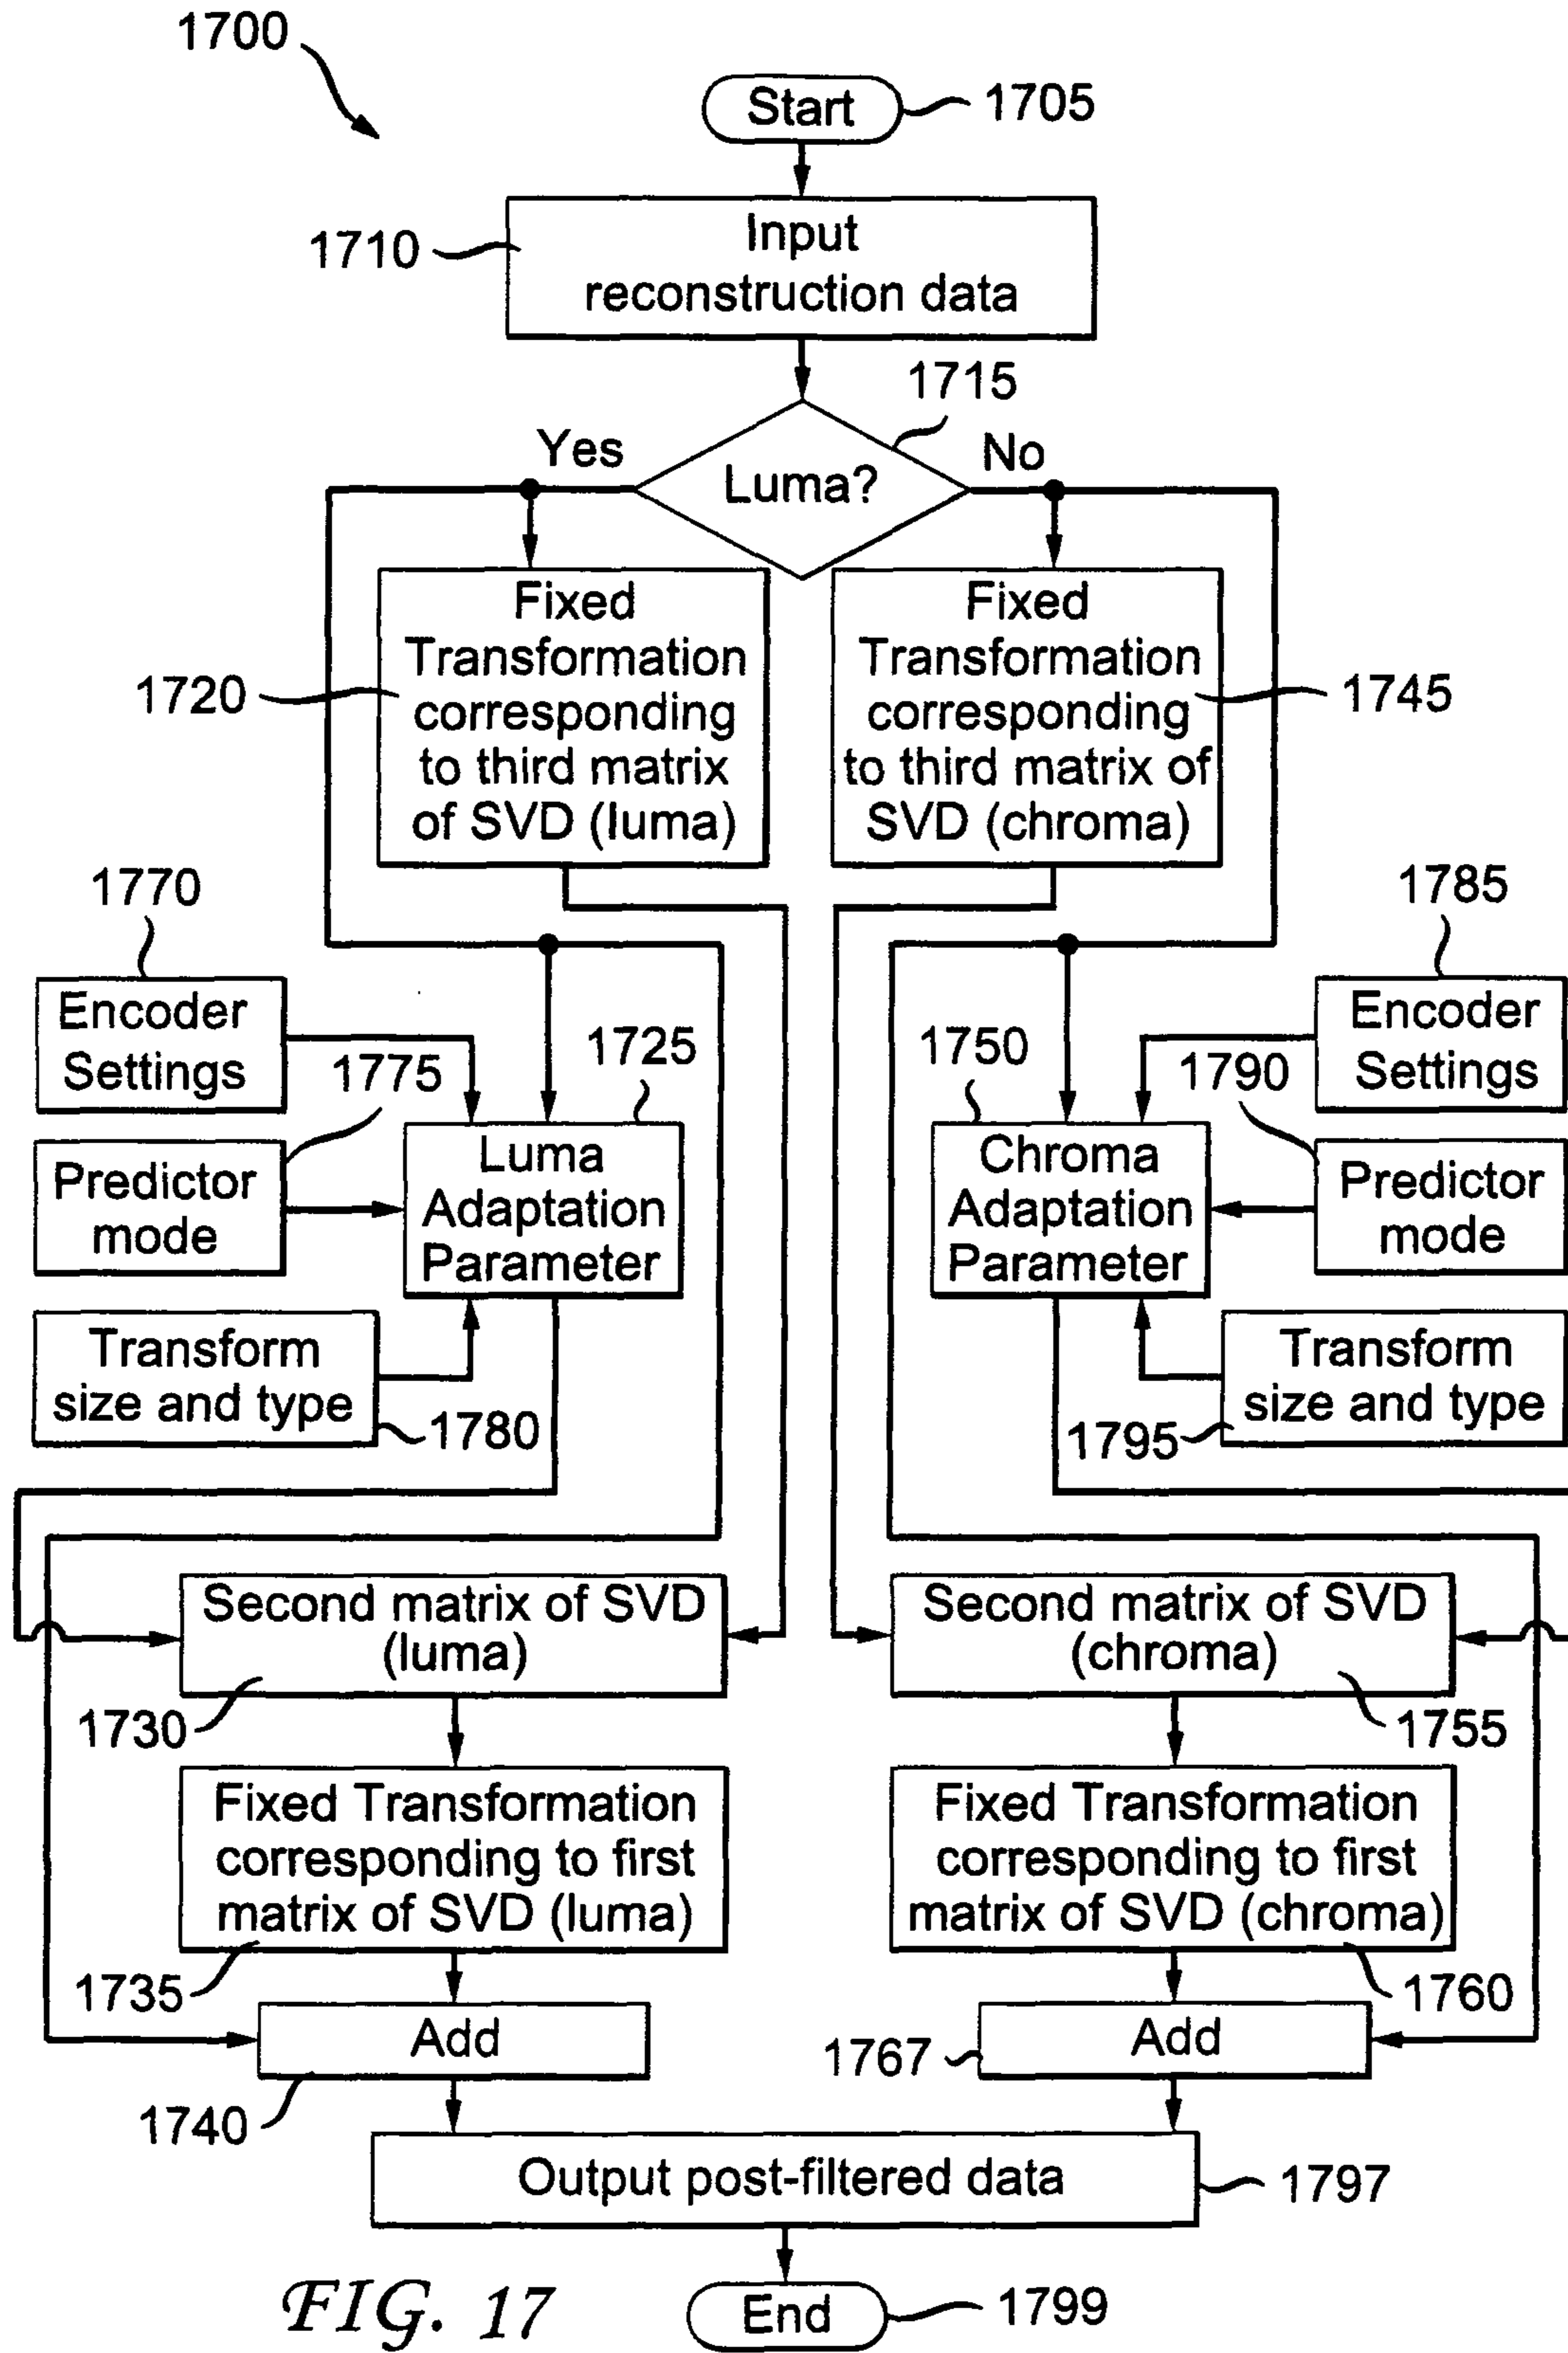 1700
Start
1705
1710
Input
reconstruction data
1715
Yes
No
Luma?
Fixed
Transformation
corresponding
to third matrix
of SVD (luma)
1720
Fixed
Transformation
corresponding
to third matrix of
SVD (chroma)
1745
1770
1785
Encoder
Settings
1775
1725
1750
1790
Encoder
Settings
Predictor
mode
Luma
Adaptation
Parameter
Chroma
Adaptation
Parameter
Predictor
mode
Transform
size and type
1780
1795
Transform
size and type
Second matrix of SVD
(luma)
Second matrix of SVD
(chroma)
1730
1755
Fixed Transformation
corresponding to first
matrix of SVD (luma)
Fixed Transformation
corresponding to first
matrix of SVD (chroma)
1735
1760
Add
1767
Add
1740
Output post-filtered data
1797
FIG. 17
End
1799